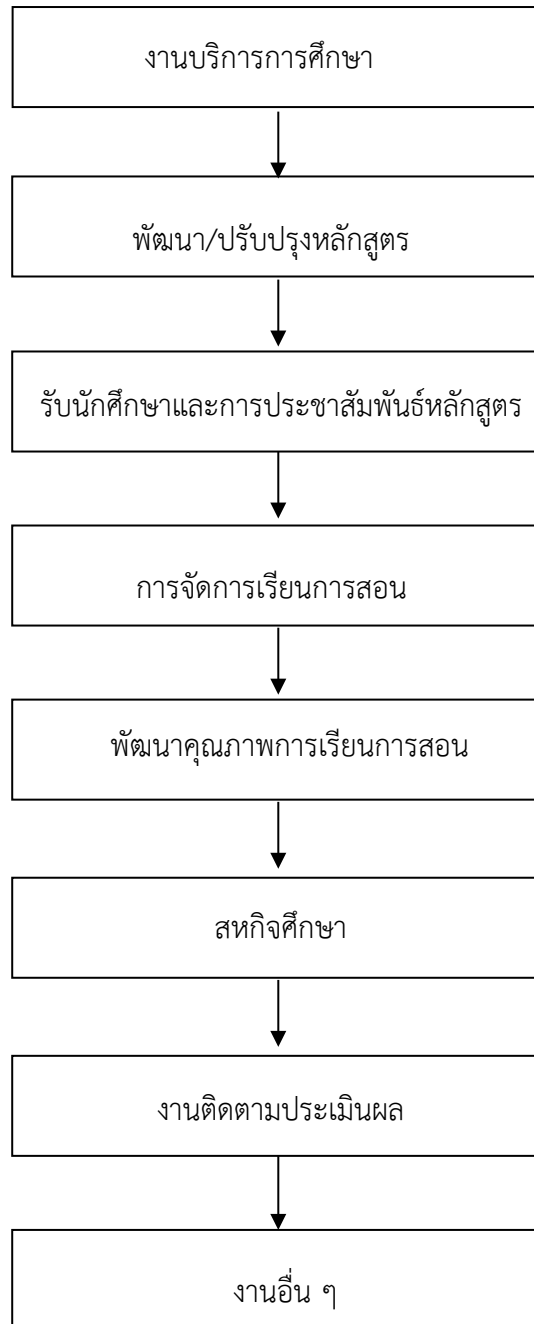 งานบริการการศึกษา
พัฒนา/ปรับปรุงหลักสูตร
รับนักศึกษาและการประชาสัมพันธ์หลักสูตร
การจัดการเรียนการสอน
พัฒนาคุณภาพการเรียนการสอน
สหกิจศึกษา
งานติดตามประเมินผล
งานอื่น ๆ